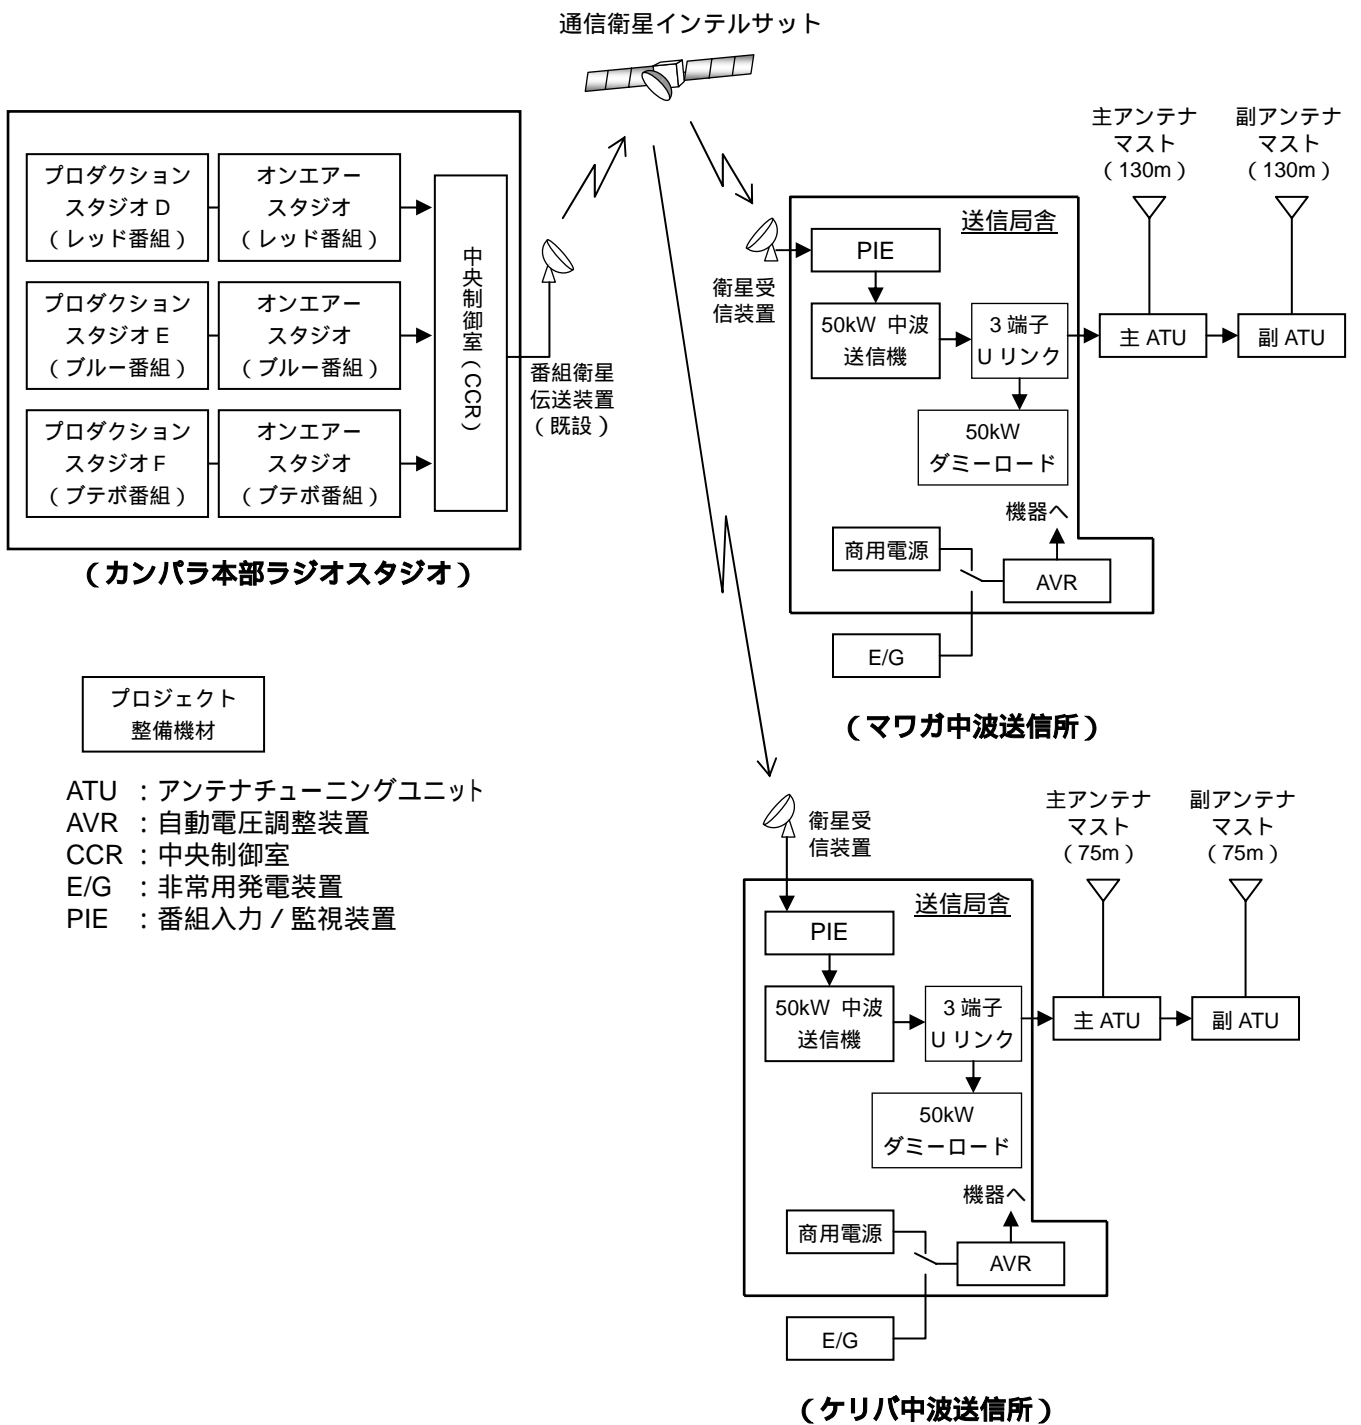 通信衛星インテルサット
プロダクション
スタジオ D
(レッド番組)
オンエアー
スタジオ
(レッド番組)
プロダクション
スタジオ E
(ブルー番組)
オンエアー
スタジオ
(ブルー番組)
プロダクション
スタジオ F
(ブテボ番組)
オンエアー
スタジオ
(ブテボ番組)
中央制御室(CCR)
番組衛星
伝送装置
(既設)
(カンパラ本部ラジオスタジオ)
主アンテナ
マスト
(130m)
副アンテナ
マスト
(130m)
送信局舎
衛星受
信装置
PIE
50kW 中波
送信機
3 端子
U リンク
主 ATU
副 ATU
50kW
ダミーロード
機器へ
商用電源
AVR
E/G
(マワガ中波送信所)
プロジェクト
整備機材
ATU :アンテナチューニングユニット
AVR :自動電圧調整装置
CCR :中央制御室
E/G :非常用発電装置
PIE :番組入力/監視装置
主アンテナ
マスト
(75m)
副アンテナ
マスト
(75m)
衛星受
信装置
送信局舎
PIE
50kW 中波
送信機
3 端子
U リンク
主 ATU
副 ATU
50kW
ダミーロード
機器へ
商用電源
AVR
E/G
(ケリバ中波送信所)